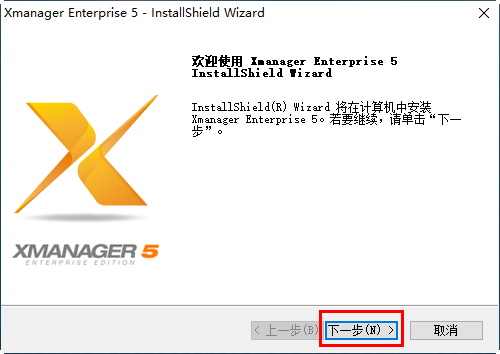 Xmanager Enterprise 5 - InstallShield Wizard
欢迎使用 Xmanager Enterprise 5
InstallShield Wizard
InstallShield(R) Wizard 将在计算机中安装
Xmanager Enterprise 5。若要继续，请单击“下一
步”。
XMANAGER 5
ENTERPRISE EDITION
< 上一步(B) 下一步(N) > 取消